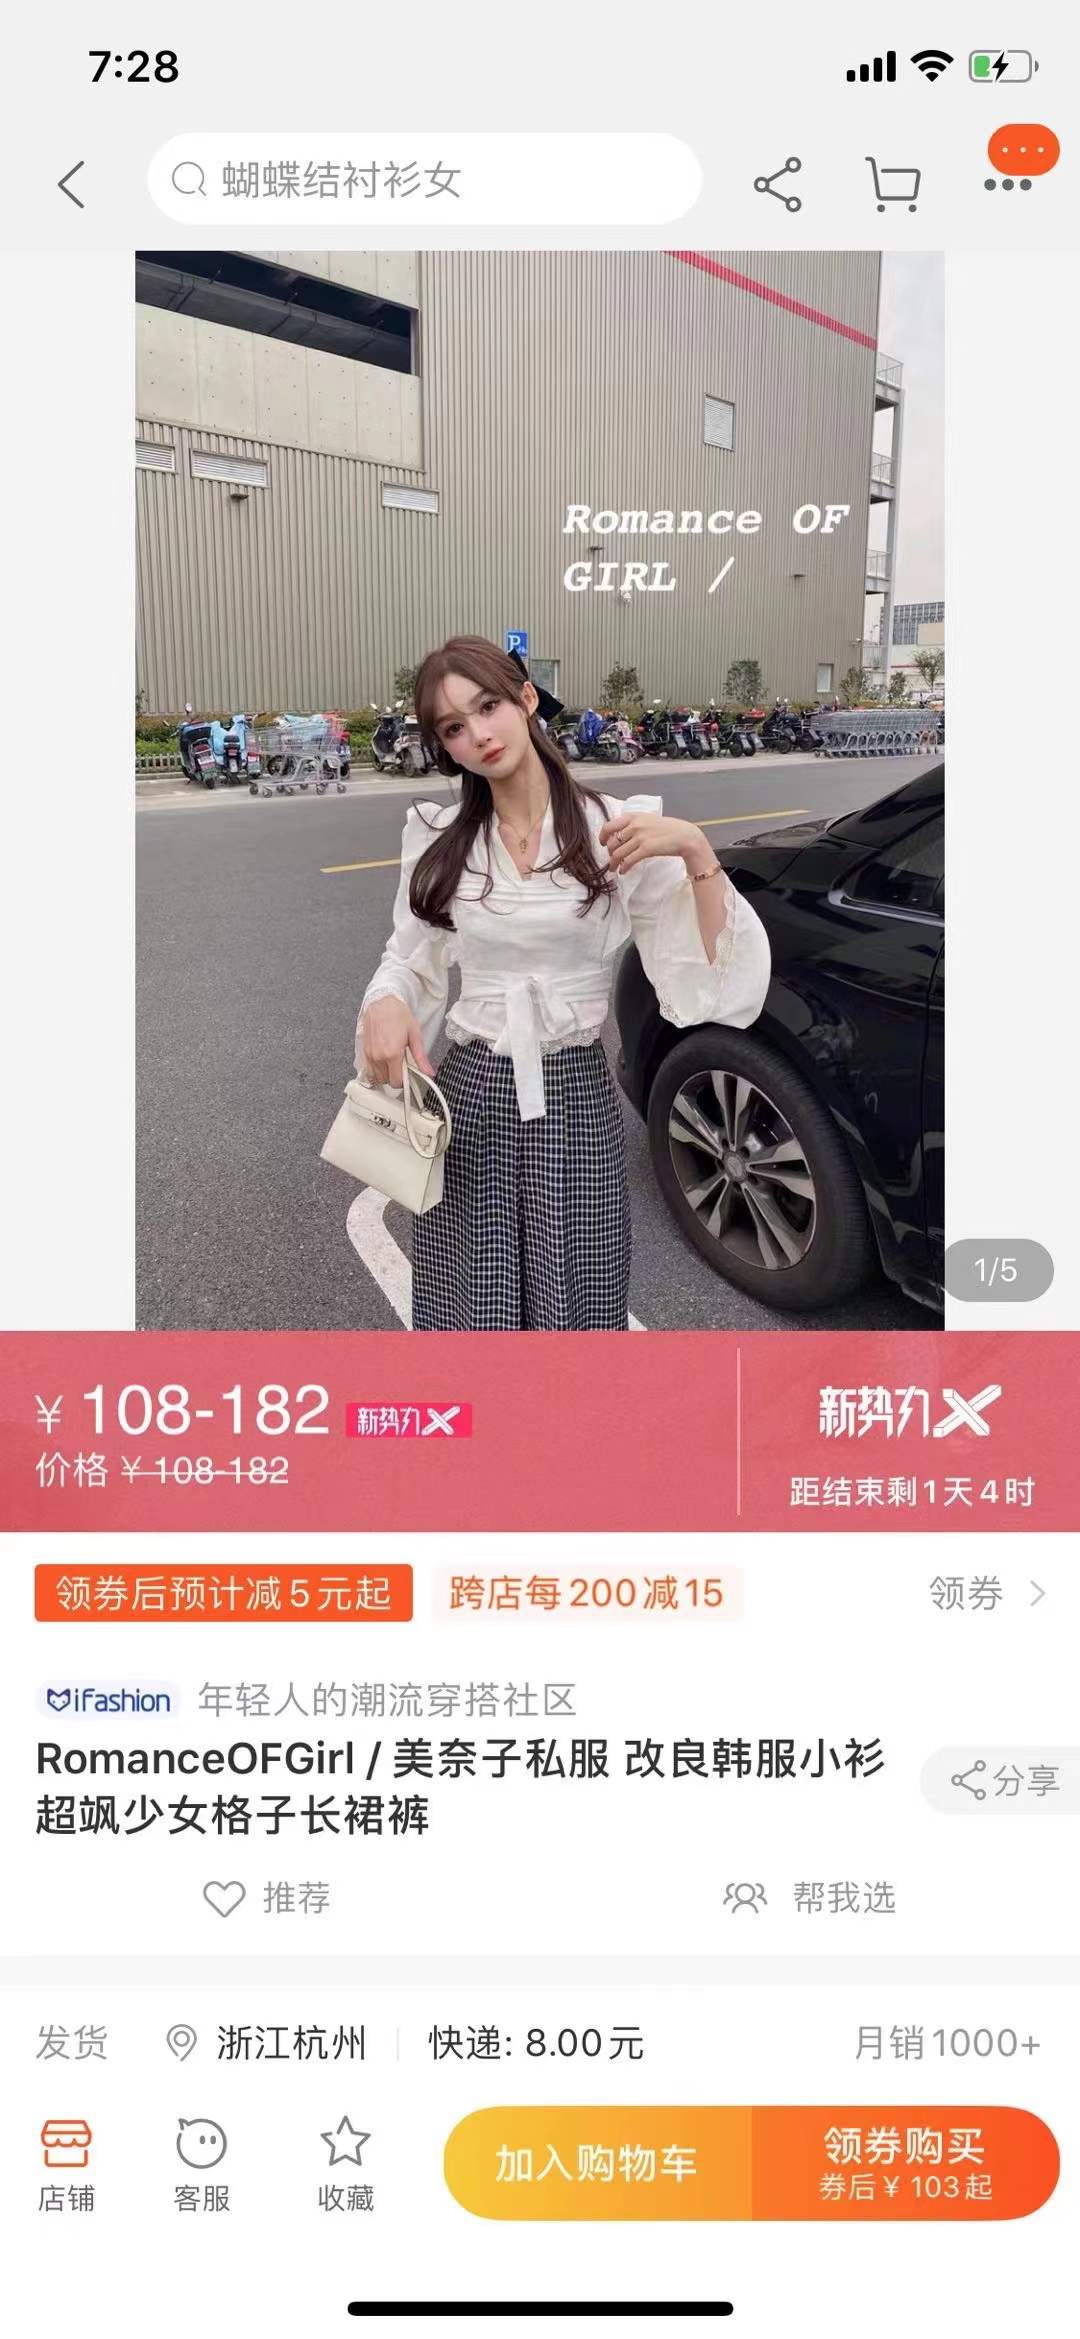 7:28
蝴蝶结衬衫女
Romance OF
GIRL /
P
1/5
¥ 108-182 新势力X
价格 ¥ 108-182
新势力X
距结束剩1天4时
领券后预计减5元起 跨店每200减15 领券
iFashion 年轻人的潮流穿搭社区
RomanceOFGirl / 美奈子私服 改良韩服小衫
超飒少女格子长裙裤
分享
推荐 帮我选
发货 浙江杭州 快递: 8.00元 月销1000+
店铺 客服 收藏
加入购物车
领券购买
券后¥ 103起